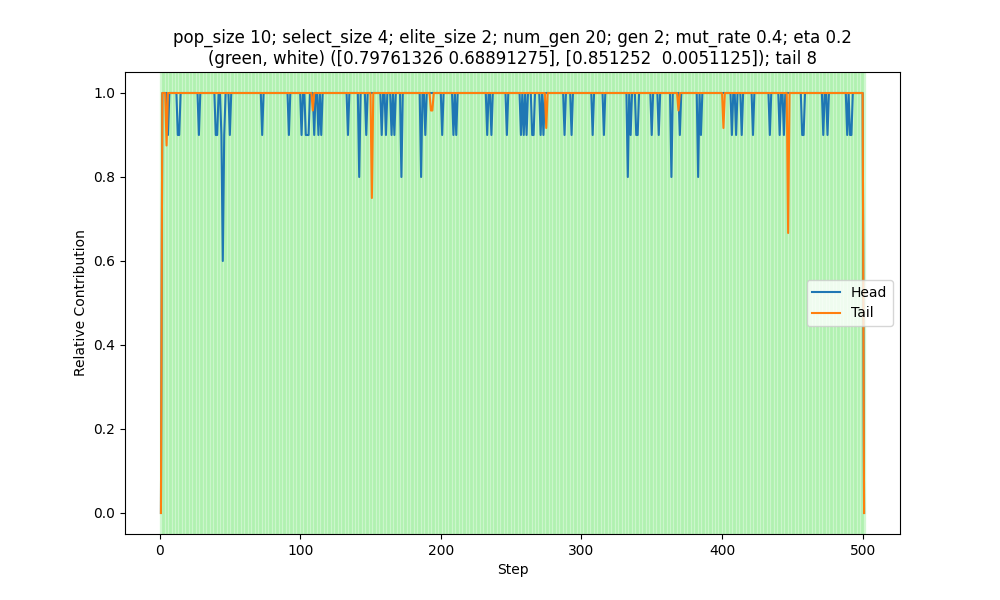 pop_size 10; select_size 4; elite_size 2; num_gen 20; gen 2; mut_rate 0.4; eta 0.2
(green, white) ([0.79761326 0.68891275], [0.851252  0.0051125]); tail 8
1.0
0.8
0.6
0.4
0.2
0.0
Relative Contribution
Head
Tail
0
100
200
300
400
500
Step